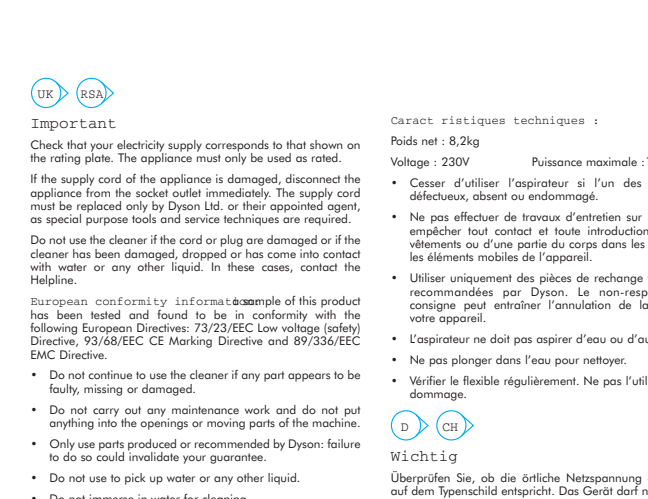 UK RSA
Important
Check that your electricity supply corresponds to that shown on
the rating plate. The appliance must only be used as rated.
If the supply cord of the appliance is damaged, disconnect the
appliance from the socket outlet immediately. The supply cord
must be replaced only by Dyson Ltd. or their appointed agent,
as special purpose tools and service techniques are required.
Do not use the cleaner if the cord or plug are damaged or if the
cleaner has been damaged, dropped or has come into contact
with water or any other liquid. In these cases, contact the
Helpline.
European conformity information: a sample of this product
has been tested and found to be in conformity with the
following European Directives: 73/23/EEC Low voltage (safety)
Directive, 93/68/EEC CE Marking Directive and 89/336/EEC
EMC Directive.
• Do not continue to use the cleaner if any part appears to be
faulty, missing or damaged.
• Do not carry out any maintenance work and do not put
anything into the openings or moving parts of the machine.
• Only use parts produced or recommended by Dyson: failure
to do so could invalidate your guarantee.
• Do not use to pick up water or any other liquid.
• Do not immerse in water for cleaning.
Caract ristiques techniques :
Poids net : 8,2kg
Voltage : 230V Puissance maximale :
• Cesser d'utiliser l'aspirateur si l'un des
défectueux, absent ou endommagé.
• Ne pas effectuer de travaux d'entretien sur
empêcher tout contact et toute introduction
vêtements ou d'une partie du corps dans les
les éléments mobiles de l'appareil.
• Utiliser uniquement des pièces de rechange
recommandées par Dyson. Le non-resp
consigne peut entraîner l'annulation de la
votre appareil.
• L'aspirateur ne doit pas aspirer d'eau ou d'au
• Ne pas plonger dans l'eau pour nettoyer.
• Vérifier le flexible régulièrement. Ne pas l'util
dommage.
D CH
Wichtig
Überprüfen Sie, ob die örtliche Netzspannung
auf dem Typenschild entspricht. Das Gerät darf n